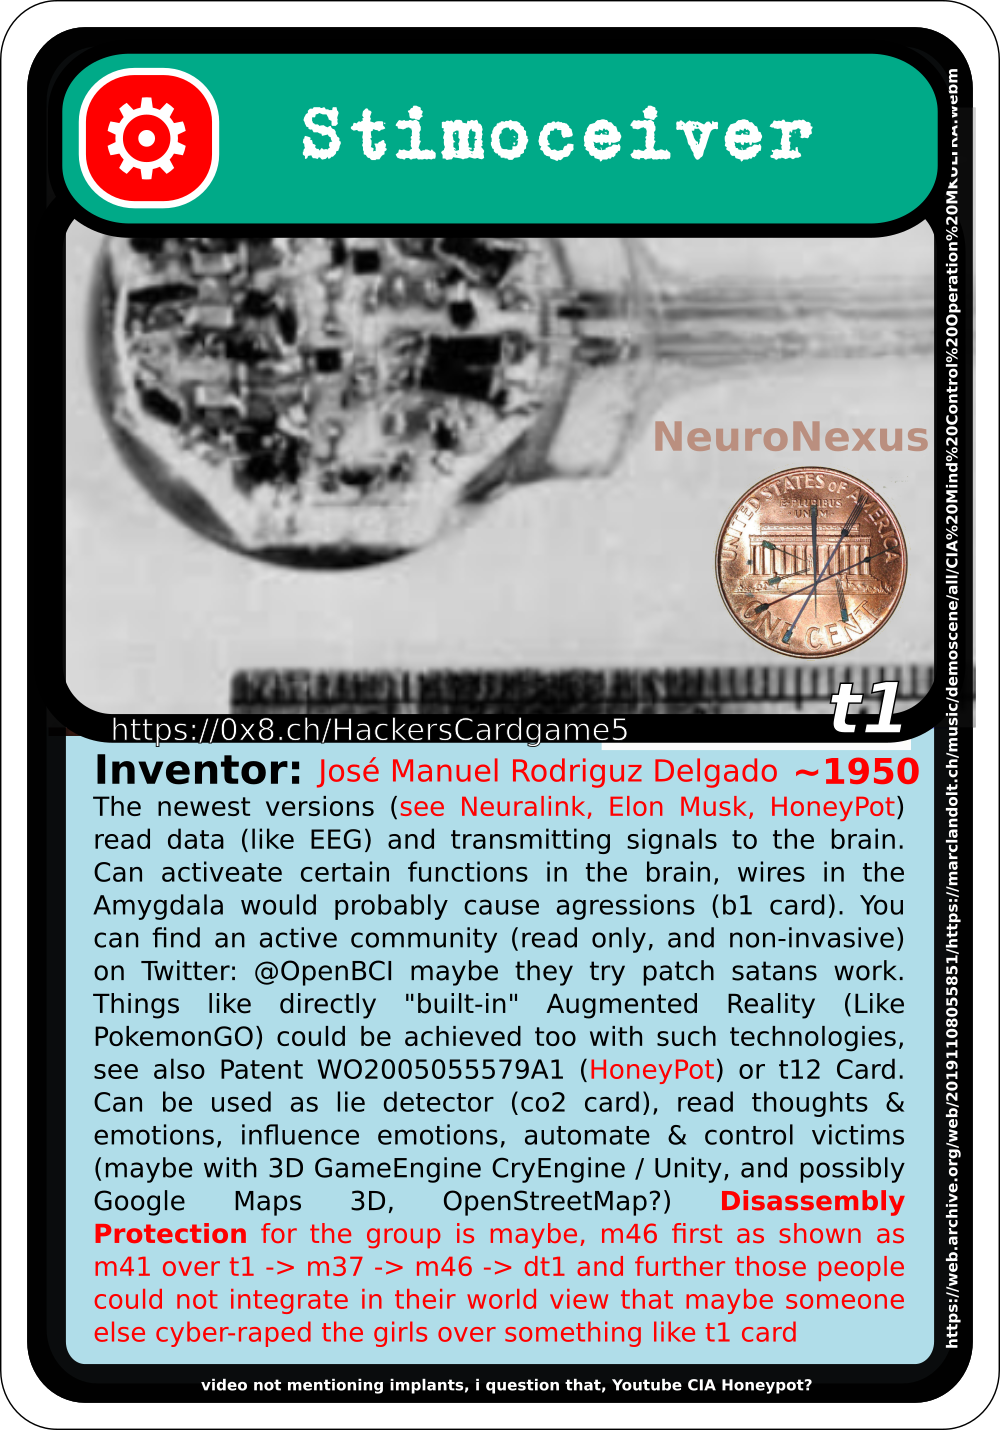 Stimoceiver
NeuroNexus
UNITED STATES OF AMERICA
E PLURIBUS
UNUM
ONE CENT
t1
https://0x8.ch/HackersCardgame5
Inventor: José Manuel Rodriguz Delgado ~1950
The newest versions (see Neuralink, Elon Musk, HoneyPot)
read data (like EEG) and transmitting signals to the brain.
Can activeate certain functions in the brain, wires in the
Amygdala would probably cause agressions (b1 card). You
can find an active community (read only, and non-invasive)
on Twitter: @OpenBCI maybe they try patch satans work.
Things like directly "built-in" Augmented Reality (Like
PokemonGO) could be achieved too with such technologies,
see also Patent WO2005055579A1 (HoneyPot) or t12 Card.
Can be used as lie detector (co2 card), read thoughts &
emotions, influence emotions, automate & control victims
(maybe with 3D GameEngine CryEngine / Unity, and possibly
Google Maps 3D, OpenStreetMap?) Disassembly
Protection for the group is maybe, m46 first as shown as
m41 over t1 -> m37 -> m46 -> dt1 and further those people
could not integrate in their world view that maybe someone
else cyber-raped the girls over something like t1 card
video not mentioning implants, i question that, Youtube CIA Honeypot?
https://web.archive.org/web/20191108055851/https://marclandolt.ch/music/demoscene/all/CIA%20Mind%20Control%20Operation%20MKULTRA.webm